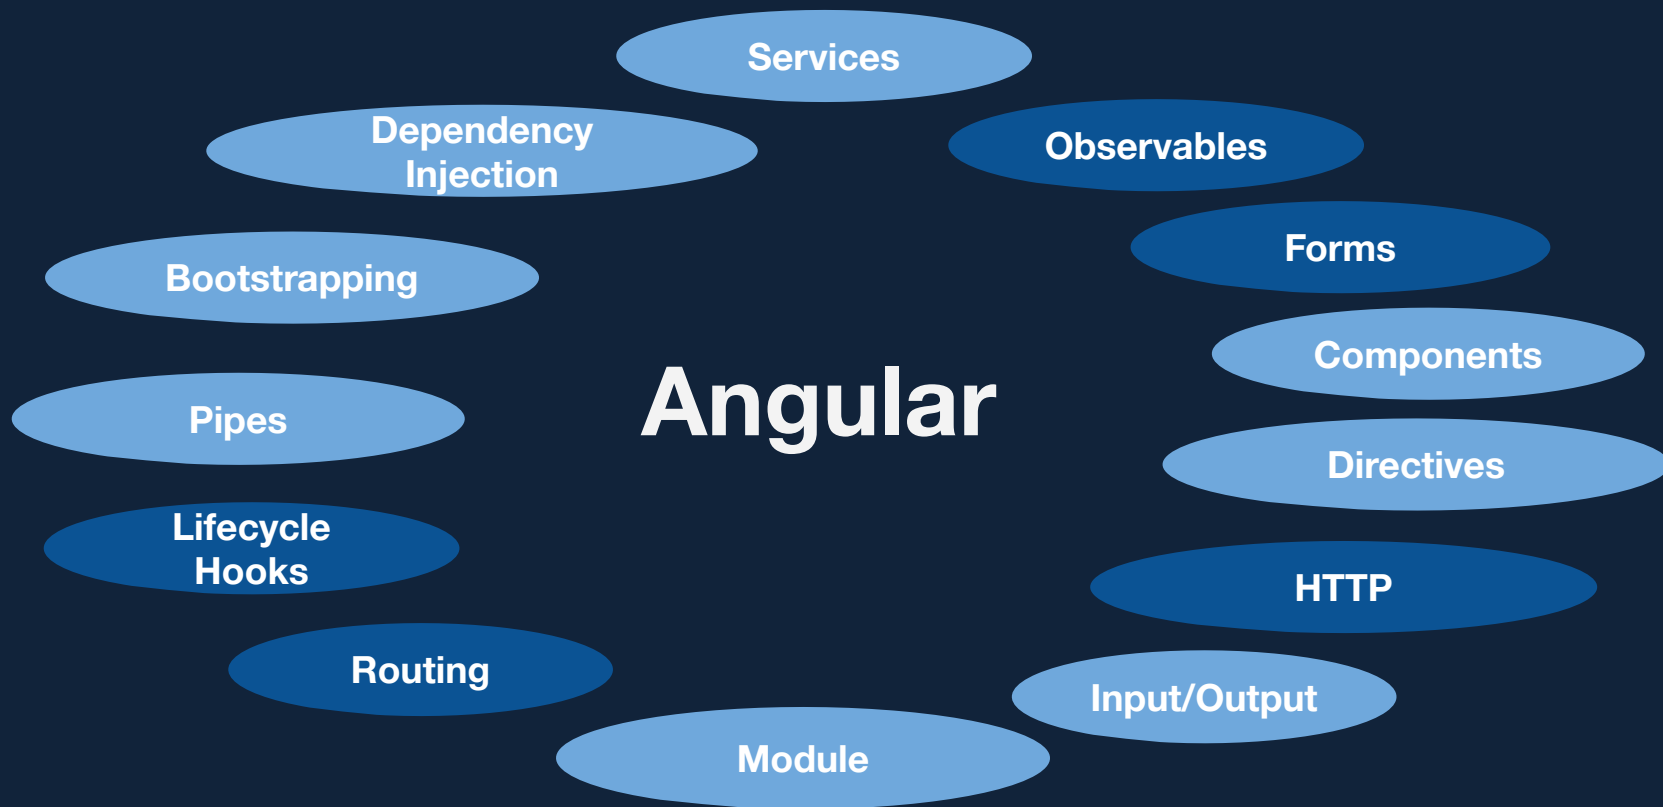 Services
Dependency
Injection
Observables
Forms
Bootstrapping
Components
Angular
Pipes
Directives
Lifecycle
Hooks
HTTP
Routing
Input/Output
Module